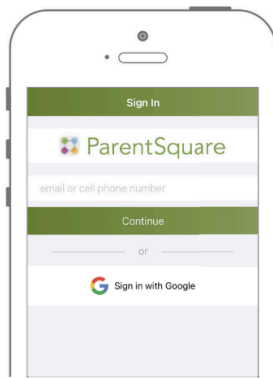 Sign In
ParentSquare
email or cell phone number
Continue
or
Sign in with Google